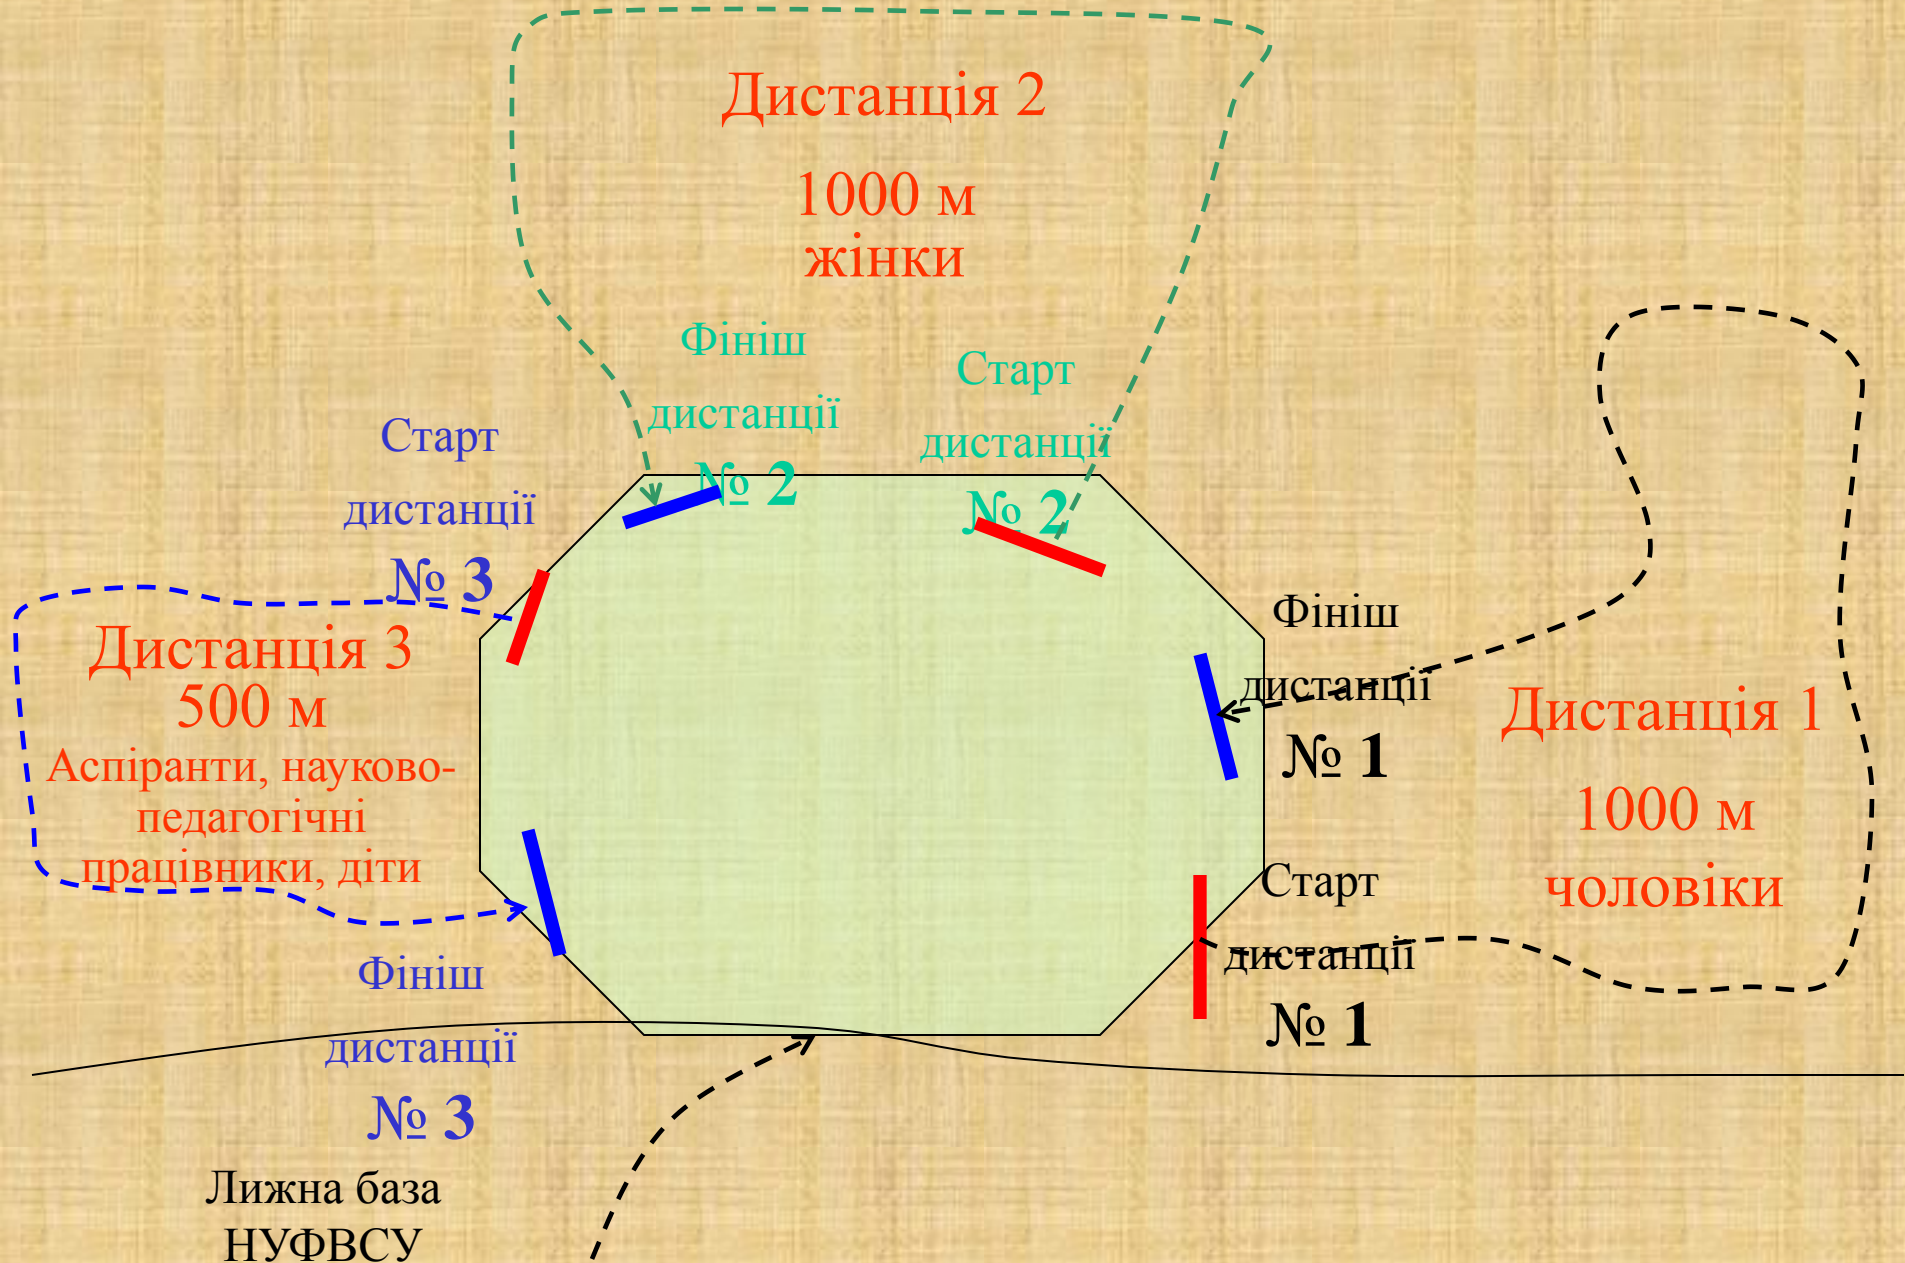 Дистанція 2
1000 м
жінки
Фініш
дистанції
№ 2
Старт
дистанції
№ 2
Старт
дистанції
№ 3
Дистанція 3
500 м
Аспіранти, науково-
педагогічні
працівники, діти
Фініш
дистанції
№ 1
Дистанція 1
1000 м
чоловіки
Старт
дистанції
№ 1
Фініш
дистанції
№ 3
Лижна база
НУФВСУ